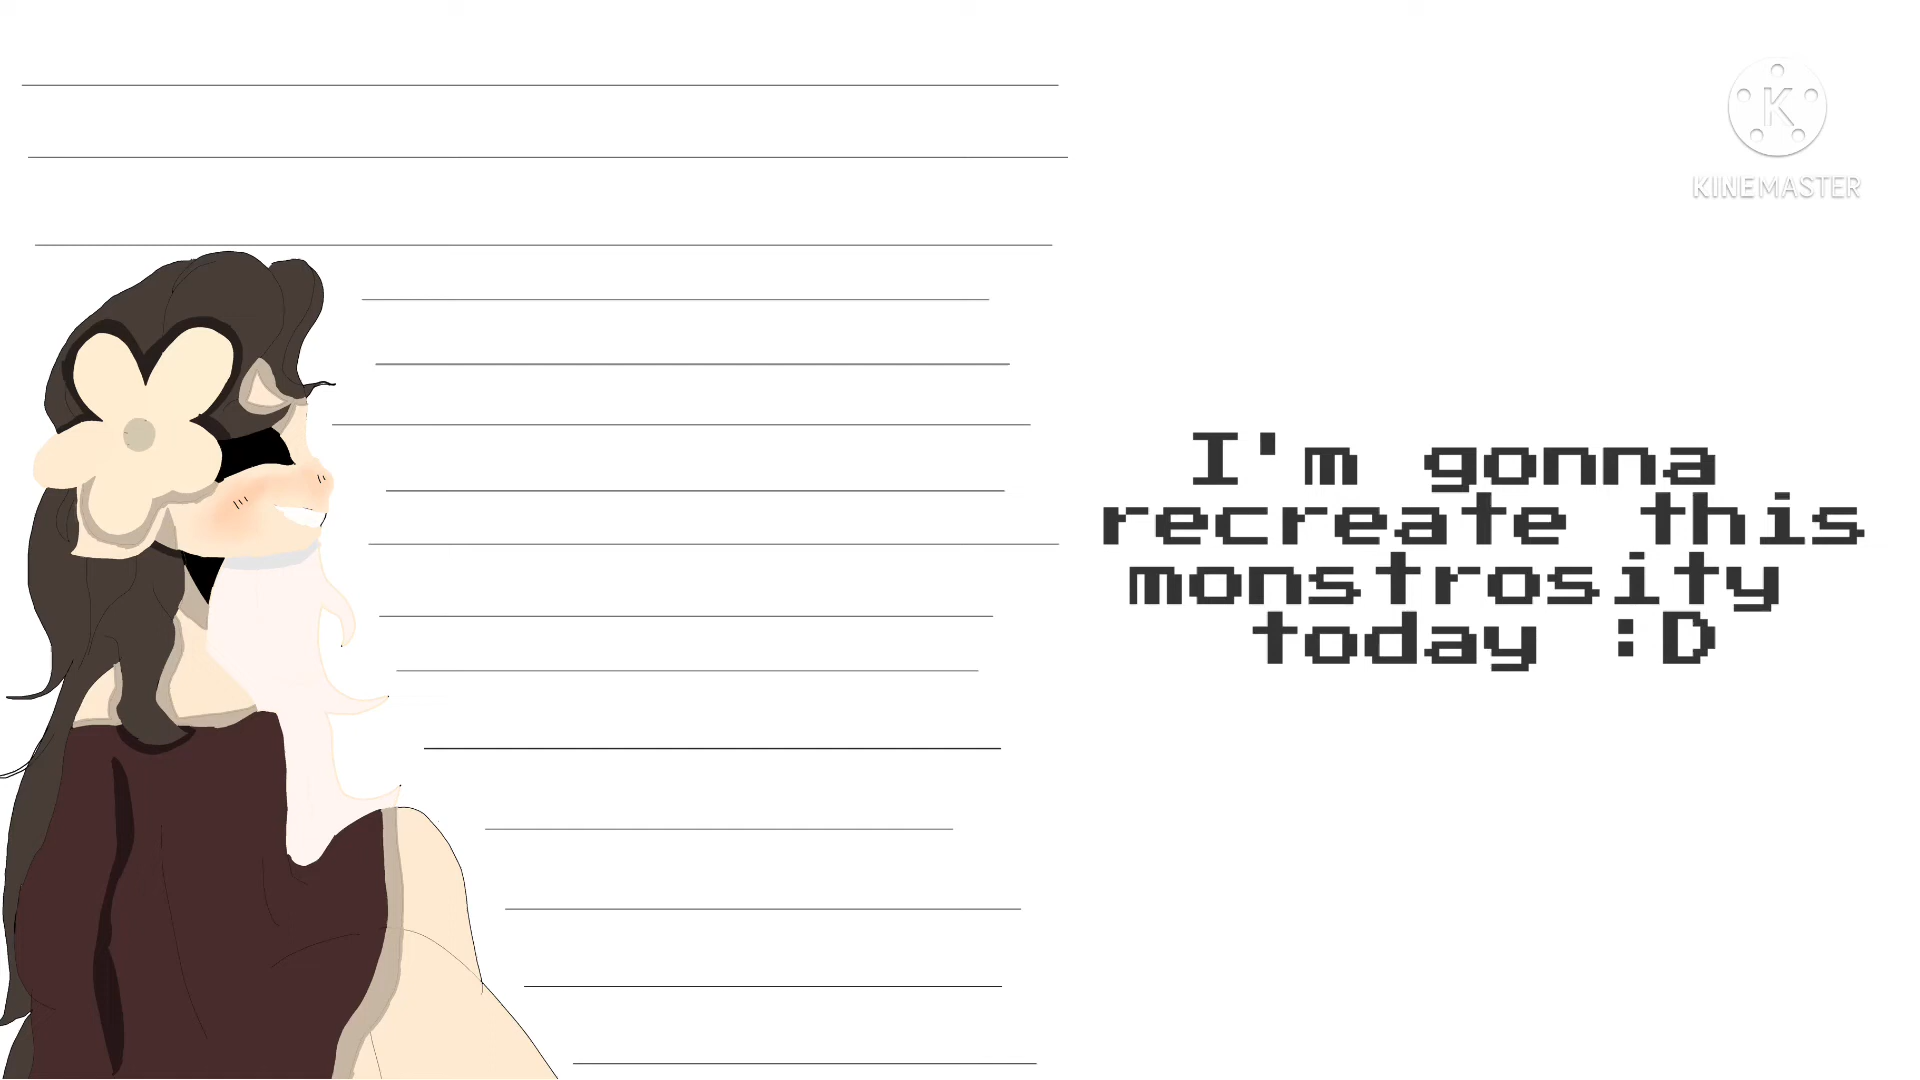 K
KINEMASTER
I'm gonna
recreate this
monstrosity
today :D